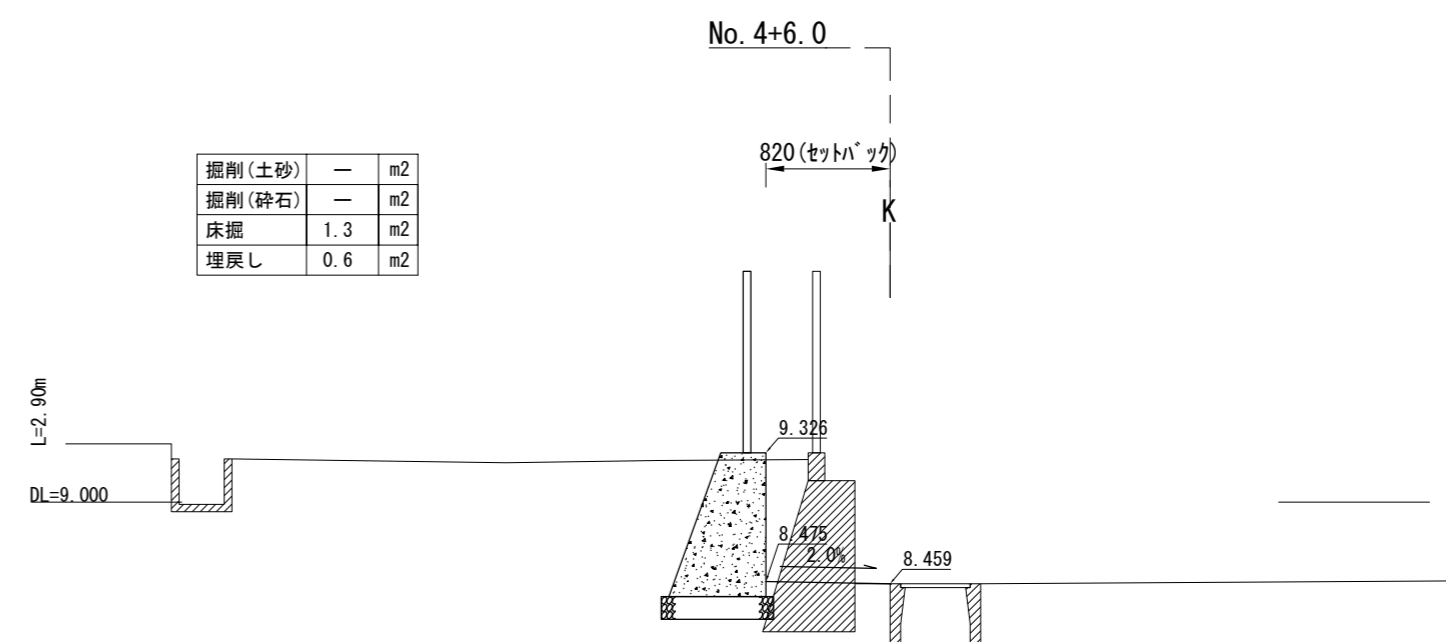 No. 4+6.0
820(セットバック)
K
掘削(土砂) — m2
掘削(砕石) — m2
床掘 1.3 m2
埋戻し 0.6 m2
L=2.90m
DL=9.000
9.326
8.475
2.0%
8.459